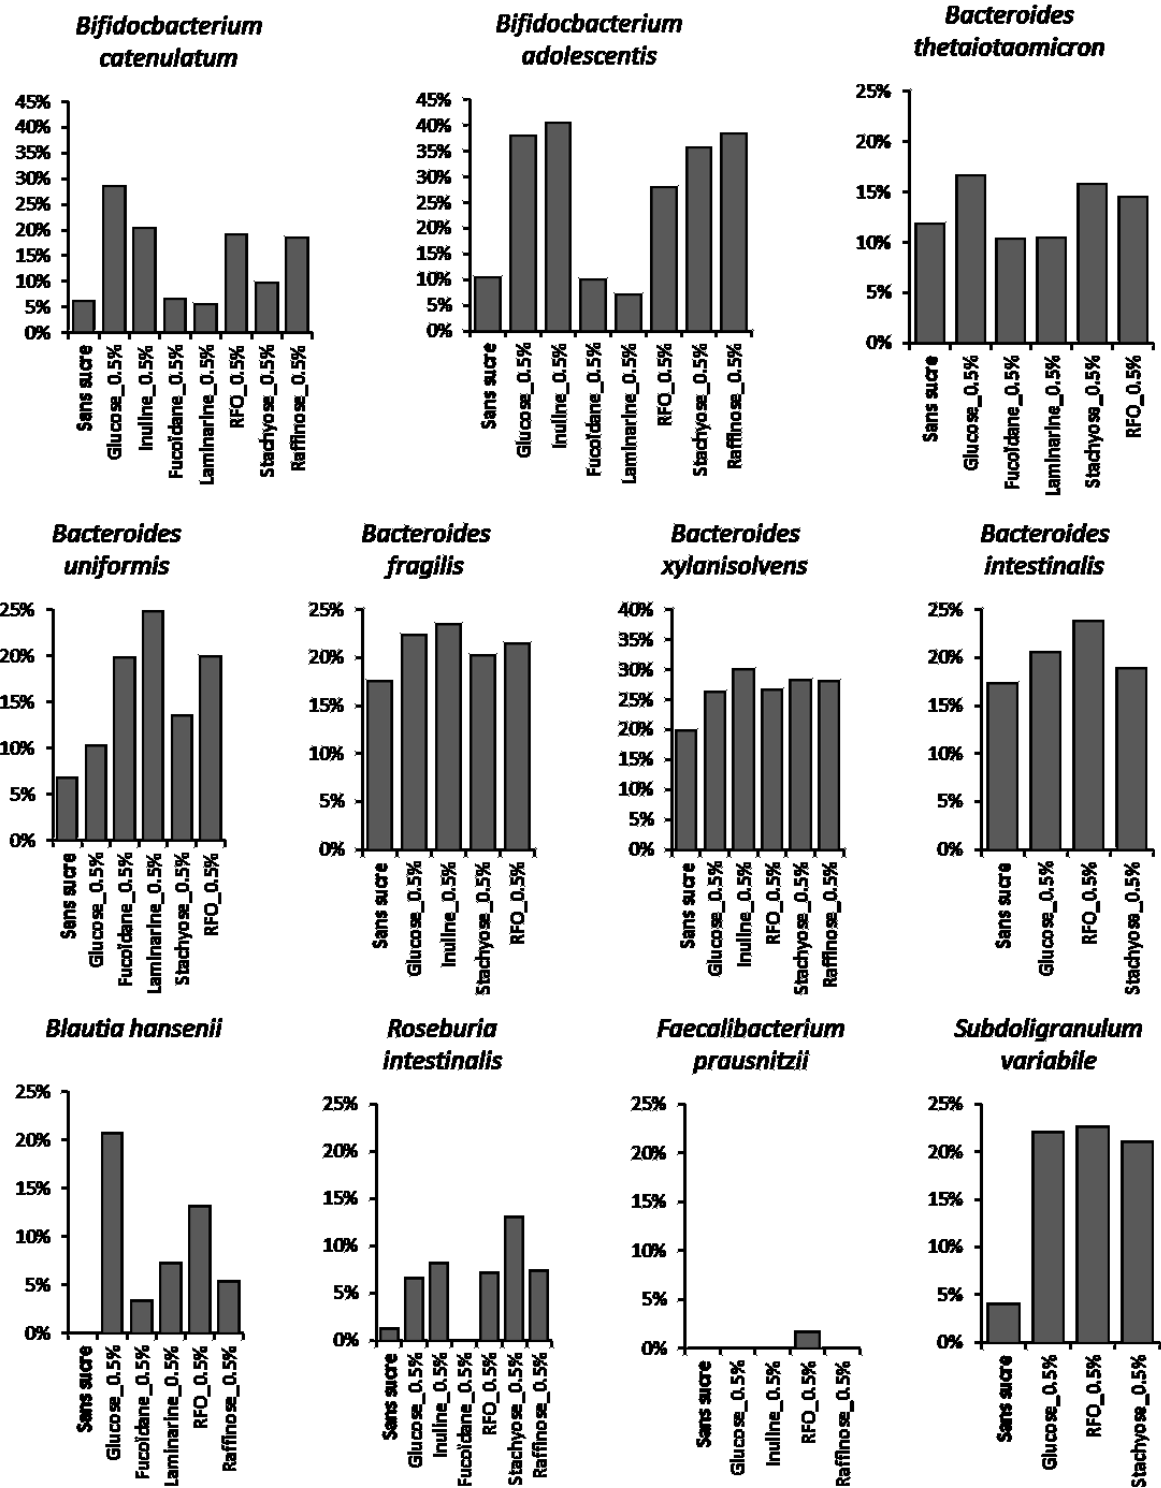 Bifidocbacterium
catenulatum
45%
40%
35%
30%
25%
20%
15%
10%
5%
0%
Sans sucre
Glucose_0.5%
Inuline_0.5%
Fucoïdane_0.5%
Laminarine_0.5%
RFO_0.5%
Stachyose_0.5%
Raffinose_0.5%
Bifidocbacterium
adolescentis
45%
40%
35%
30%
25%
20%
15%
10%
5%
0%
Sans sucre
Glucose_0.5%
Inuline_0.5%
Fucoïdane_0.5%
Laminarine_0.5%
RFO_0.5%
Stachyose_0.5%
Raffinose_0.5%
Bacteroides
thetaiotaomicron
25%
20%
15%
10%
5%
0%
Sans sucre
Glucose_0.5%
Fucoïdane_0.5%
Laminarine_0.5%
Stachyose_0.5%
RFO_0.5%
Bacteroides
uniformis
25%
20%
15%
10%
5%
0%
Sans sucre
Glucose_0.5%
Fucoïdane_0.5%
Laminarine_0.5%
Stachyose_0.5%
RFO_0.5%
Bacteroides
fragilis
25%
20%
15%
10%
5%
0%
Sans sucre
Glucose_0.5%
Inuline_0.5%
Stachyose_0.5%
RFO_0.5%
Bacteroides
xylanisolvens
40%
35%
30%
25%
20%
15%
10%
5%
0%
Sans sucre
Glucose_0.5%
Inuline_0.5%
RFO_0.5%
Stachyose_0.5%
Raffinose_0.5%
Bacteroides
intestinalis
25%
20%
15%
10%
5%
0%
Sans sucre
Glucose_0.5%
RFO_0.5%
Stachyose_0.5%
Blautia hansenii
25%
20%
15%
10%
5%
0%
Sans sucre
Glucose_0.5%
Fucoïdane_0.5%
Laminarine_0.5%
RFO_0.5%
Raffinose_0.5%
Roseburia
intestinalis
25%
20%
15%
10%
5%
0%
Sans sucre
Glucose_0.5%
Inuline_0.5%
Fucoïdane_0.5%
RFO_0.5%
Stachyose_0.5%
Raffinose_0.5%
Faecalibacterium
prausnitzii
25%
20%
15%
10%
5%
0%
Sans sucre
Glucose_0.5%
Inuline_0.5%
RFO_0.5%
Raffinose_0.5%
Subdoligranulum
variabile
25%
20%
15%
10%
5%
0%
Sans sucre
Glucose_0.5%
RFO_0.5%
Stachyose_0.5%